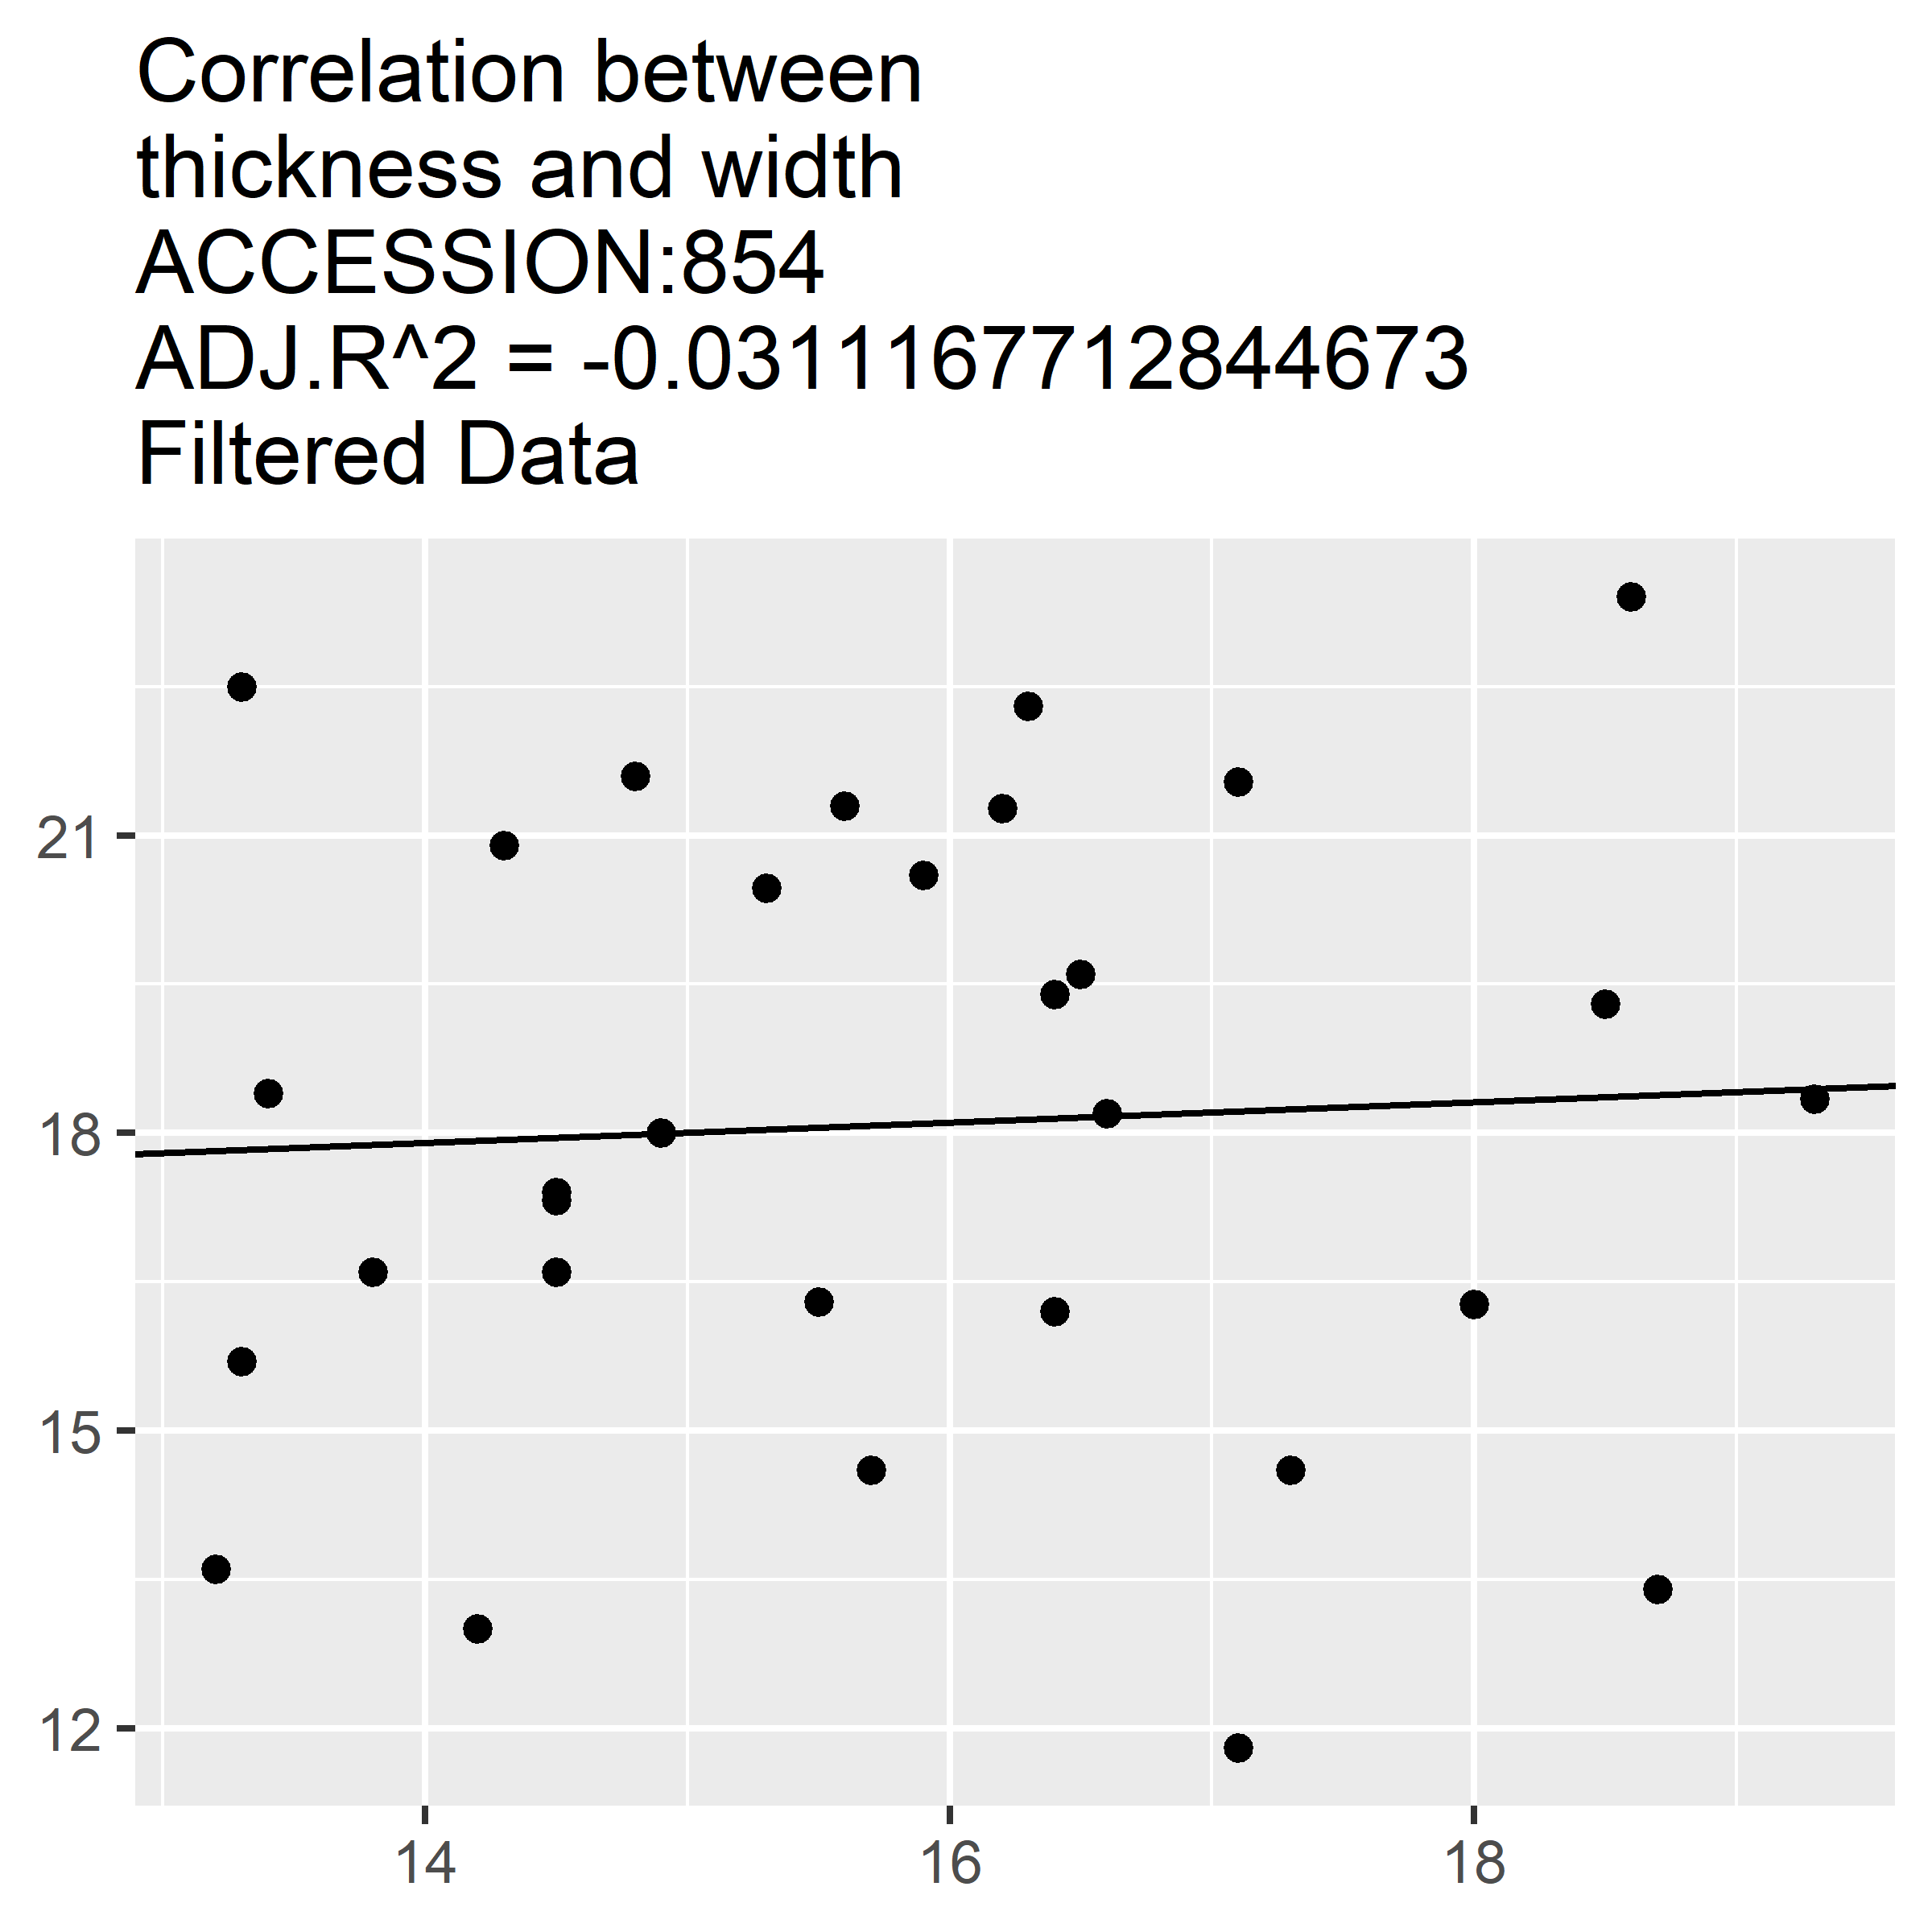 Correlation between
thickness and width
ACCESSION:854
ADJ.R^2 = -0.0311167712844673
Filtered Data
21
18
15
12
14 16 18